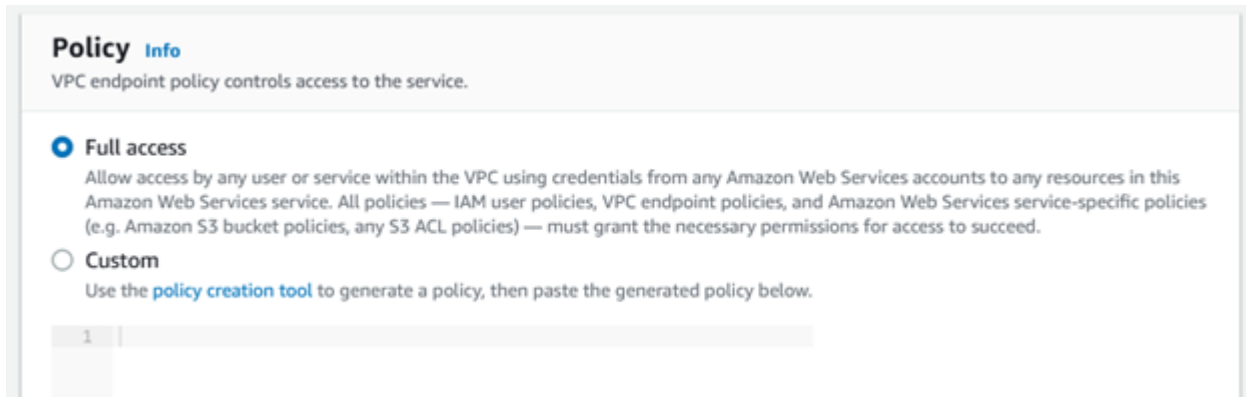 Policy Info
VPC endpoint policy controls access to the service.
Full access
Allow access by any user or service within the VPC using credentials from any Amazon Web Services accounts to any resources in this
Amazon Web Services service. All policies — IAM user policies, VPC endpoint policies, and Amazon Web Services service-specific policies
(e.g. Amazon S3 bucket policies, any S3 ACL policies) — must grant the necessary permissions for access to succeed.
Custom
Use the policy creation tool to generate a policy, then paste the generated policy below.
1